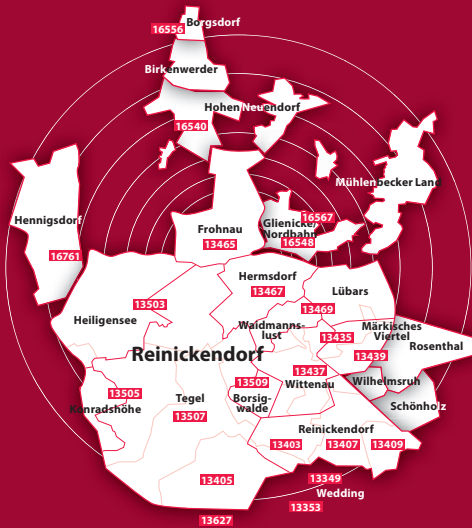 Borgsdorf
16556
Birkenwerder
Hohen Neuendorf
16540
Mühlenbecker Land
Hennigsdorf
16567
Glienicke/
Nordbahn
Frohnau
13465
16548
16761
Hermsdorf
13467
Lübars
13503
13469
Heiligensee
Waidmanns-
lust
Märkisches
Viertel
13435
Rosenthal
Reinickendorf
13439
13437
Wittenau
Wilhelmsruh
13509
Borsig-
walde
13505
Konradshöhe
Tegel
13507
Schönholz
Reinickendorf
13403
13407
13409
13405
13349
Wedding
13353
13627